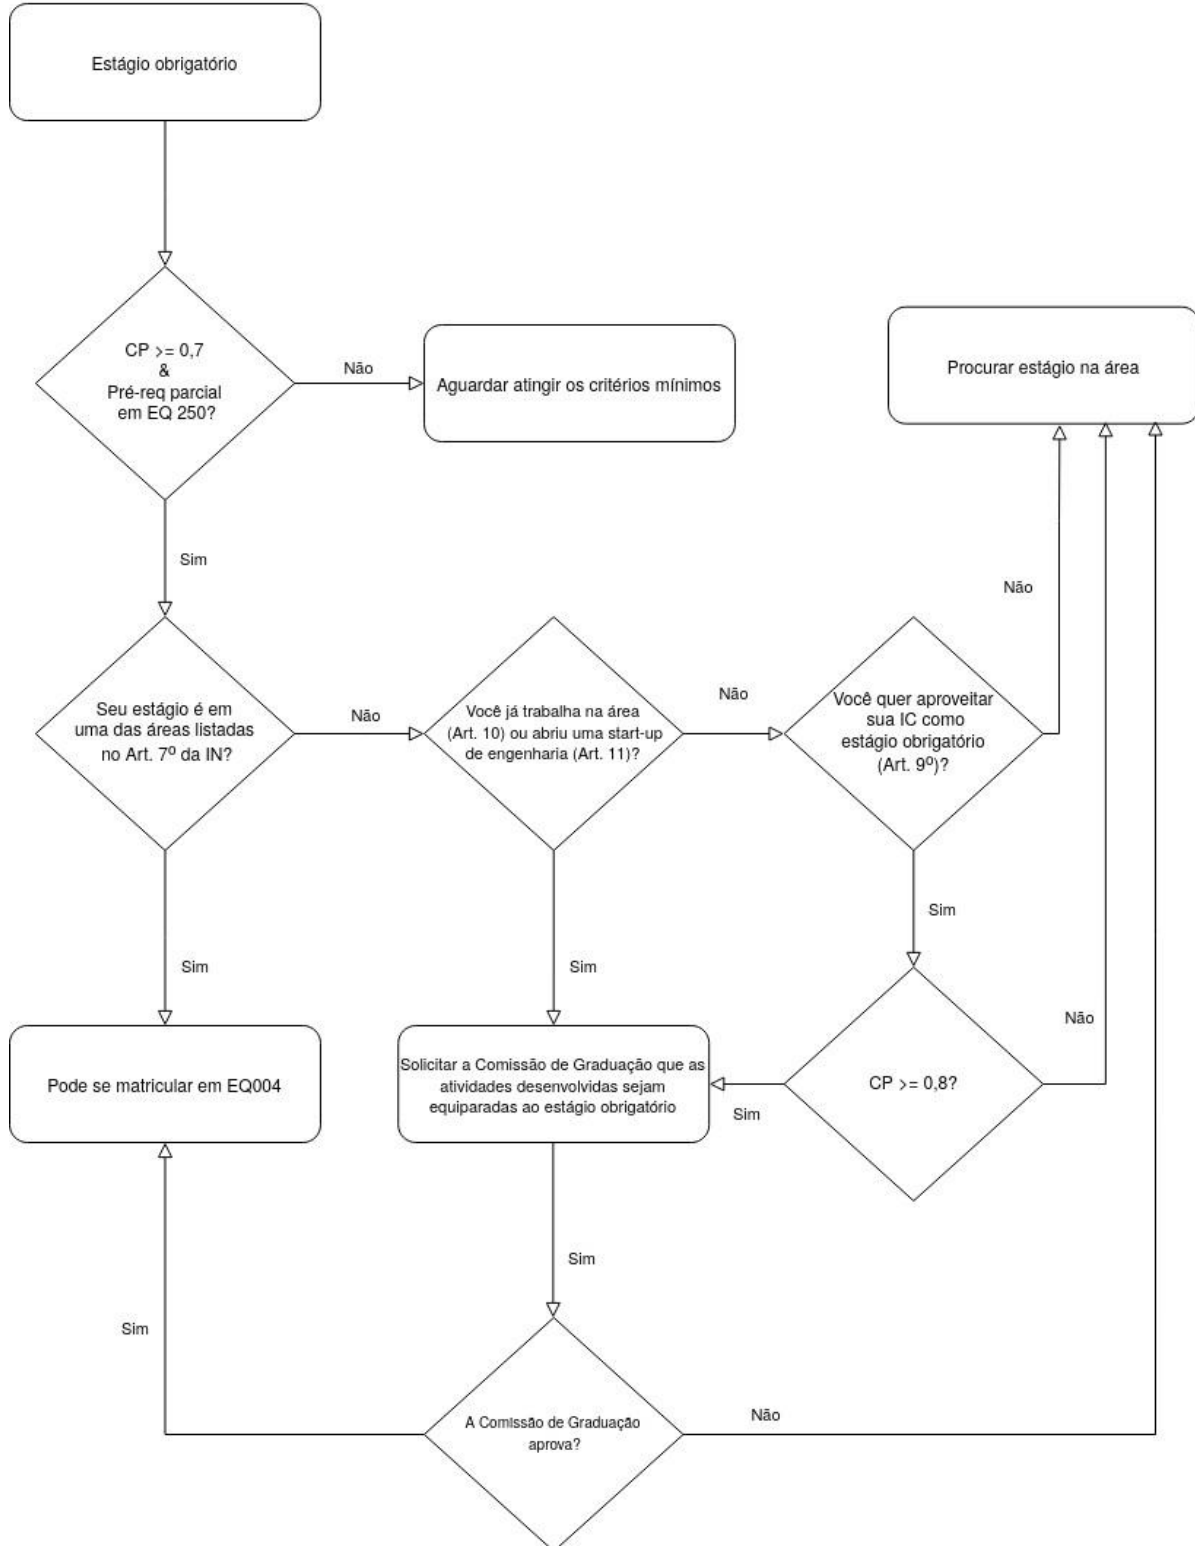 Estágio obrigatório
CP >= 0,7
&
Pré-req parcial
em EQ 250?
Não
Aguardar atingir os critérios mínimos
Procurar estágio na área
Sim
Não
Seu estágio é em
uma das áreas listadas
no Art. 7º da IN?
Não
Você já trabalha na área
(Art. 10) ou abriu uma start-up
de engenharia (Art. 11)?
Não
Você quer aproveitar
sua IC como
estágio obrigatório
(Art. 9º)?
Sim
Sim
Sim
Não
Pode se matricular em EQ004
Solicitar a Comissão de Graduação que as
atividades desenvolvidas sejam
equiparadas ao estágio obrigatório
Sim
CP >= 0,8?
Sim
Sim
A Comissão de Graduação
aprova?
Não